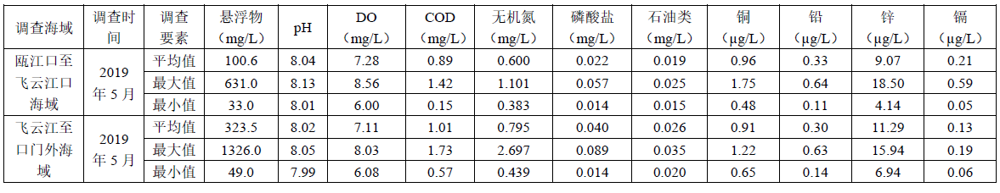 调查海域 调查时间 调查要素 悬浮物（mg/L） pH DO（mg/L） COD（mg/L） 无机氮（mg/L） 磷酸盐（mg/L） 石油类（mg/L） 铜（µg/L） 铅（µg/L） 锌（µg/L） 镉（µg/L）
瓯江口至飞云江口海域 2019年5月 平均值 100.6 8.04 7.28 0.89 0.600 0.022 0.019 0.96 0.33 9.07 0.21
最大值 631.0 8.13 8.56 1.42 1.101 0.057 0.025 1.75 0.64 18.50 0.59
最小值 33.0 8.01 6.00 0.15 0.383 0.014 0.015 0.48 0.11 4.14 0.05
飞云江至口门外海域 2019年5月 平均值 323.5 8.02 7.11 1.01 0.795 0.040 0.026 0.91 0.30 11.29 0.13
最大值 1326.0 8.05 8.03 1.73 2.697 0.089 0.035 1.22 0.63 15.94 0.19
最小值 49.0 7.99 6.08 0.57 0.439 0.014 0.020 0.65 0.14 6.94 0.06